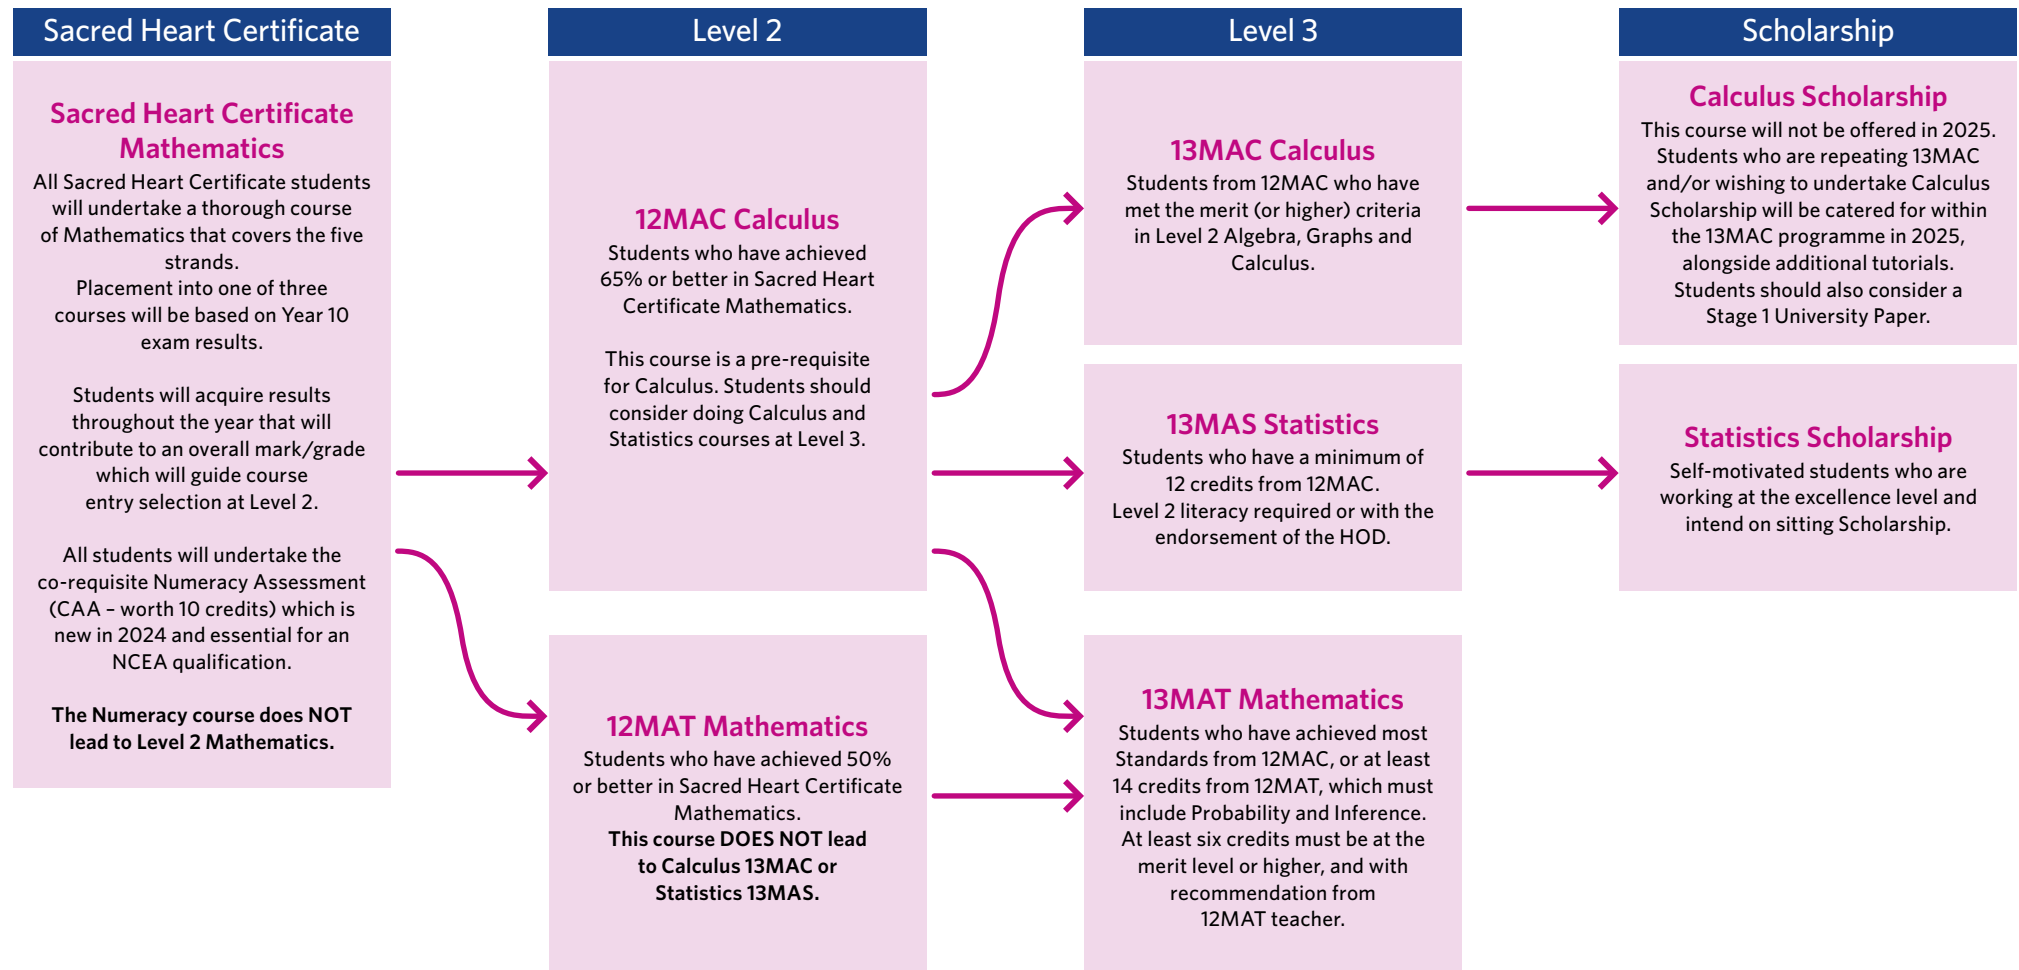 Sacred Heart Certificate
Sacred Heart Certificate
Mathematics
All Sacred Heart Certificate students
will undertake a thorough course
of Mathematics that covers the five
strands.
Placement into one of three
courses will be based on Year 10
exam results.
Students will acquire results
throughout the year that will
contribute to an overall mark/grade
which will guide course
entry selection at Level 2.
All students will undertake the
co-requisite Numeracy Assessment
(CAA – worth 10 credits) which is
new in 2024 and essential for an
NCEA qualification.
The Numeracy course does NOT
lead to Level 2 Mathematics.
Level 2
12MAC Calculus
Students who have achieved
65% or better in Sacred Heart
Certificate Mathematics.
This course is a pre-requisite
for Calculus. Students should
consider doing Calculus and
Statistics courses at Level 3.
12MAT Mathematics
Students who have achieved 50%
or better in Sacred Heart Certificate
Mathematics.
This course DOES NOT lead
to Calculus 13MAC or
Statistics 13MAS.
Level 3
13MAC Calculus
Students from 12MAC who have
met the merit (or higher) criteria
in Level 2 Algebra, Graphs and
Calculus.
13MAS Statistics
Students who have a minimum of
12 credits from 12MAC.
Level 2 literacy required or with the
endorsement of the HOD.
13MAT Mathematics
Students who have achieved most
Standards from 12MAC, or at least
14 credits from 12MAT, which must
include Probability and Inference.
At least six credits must be at the
merit level or higher, and with
recommendation from
12MAT teacher.
Scholarship
Calculus Scholarship
This course will not be offered in 2025.
Students who are repeating 13MAC
and/or wishing to undertake Calculus
Scholarship will be catered for within
the 13MAC programme in 2025,
alongside additional tutorials.
Students should also consider a
Stage 1 University Paper.
Statistics Scholarship
Self-motivated students who are
working at the excellence level and
intend on sitting Scholarship.